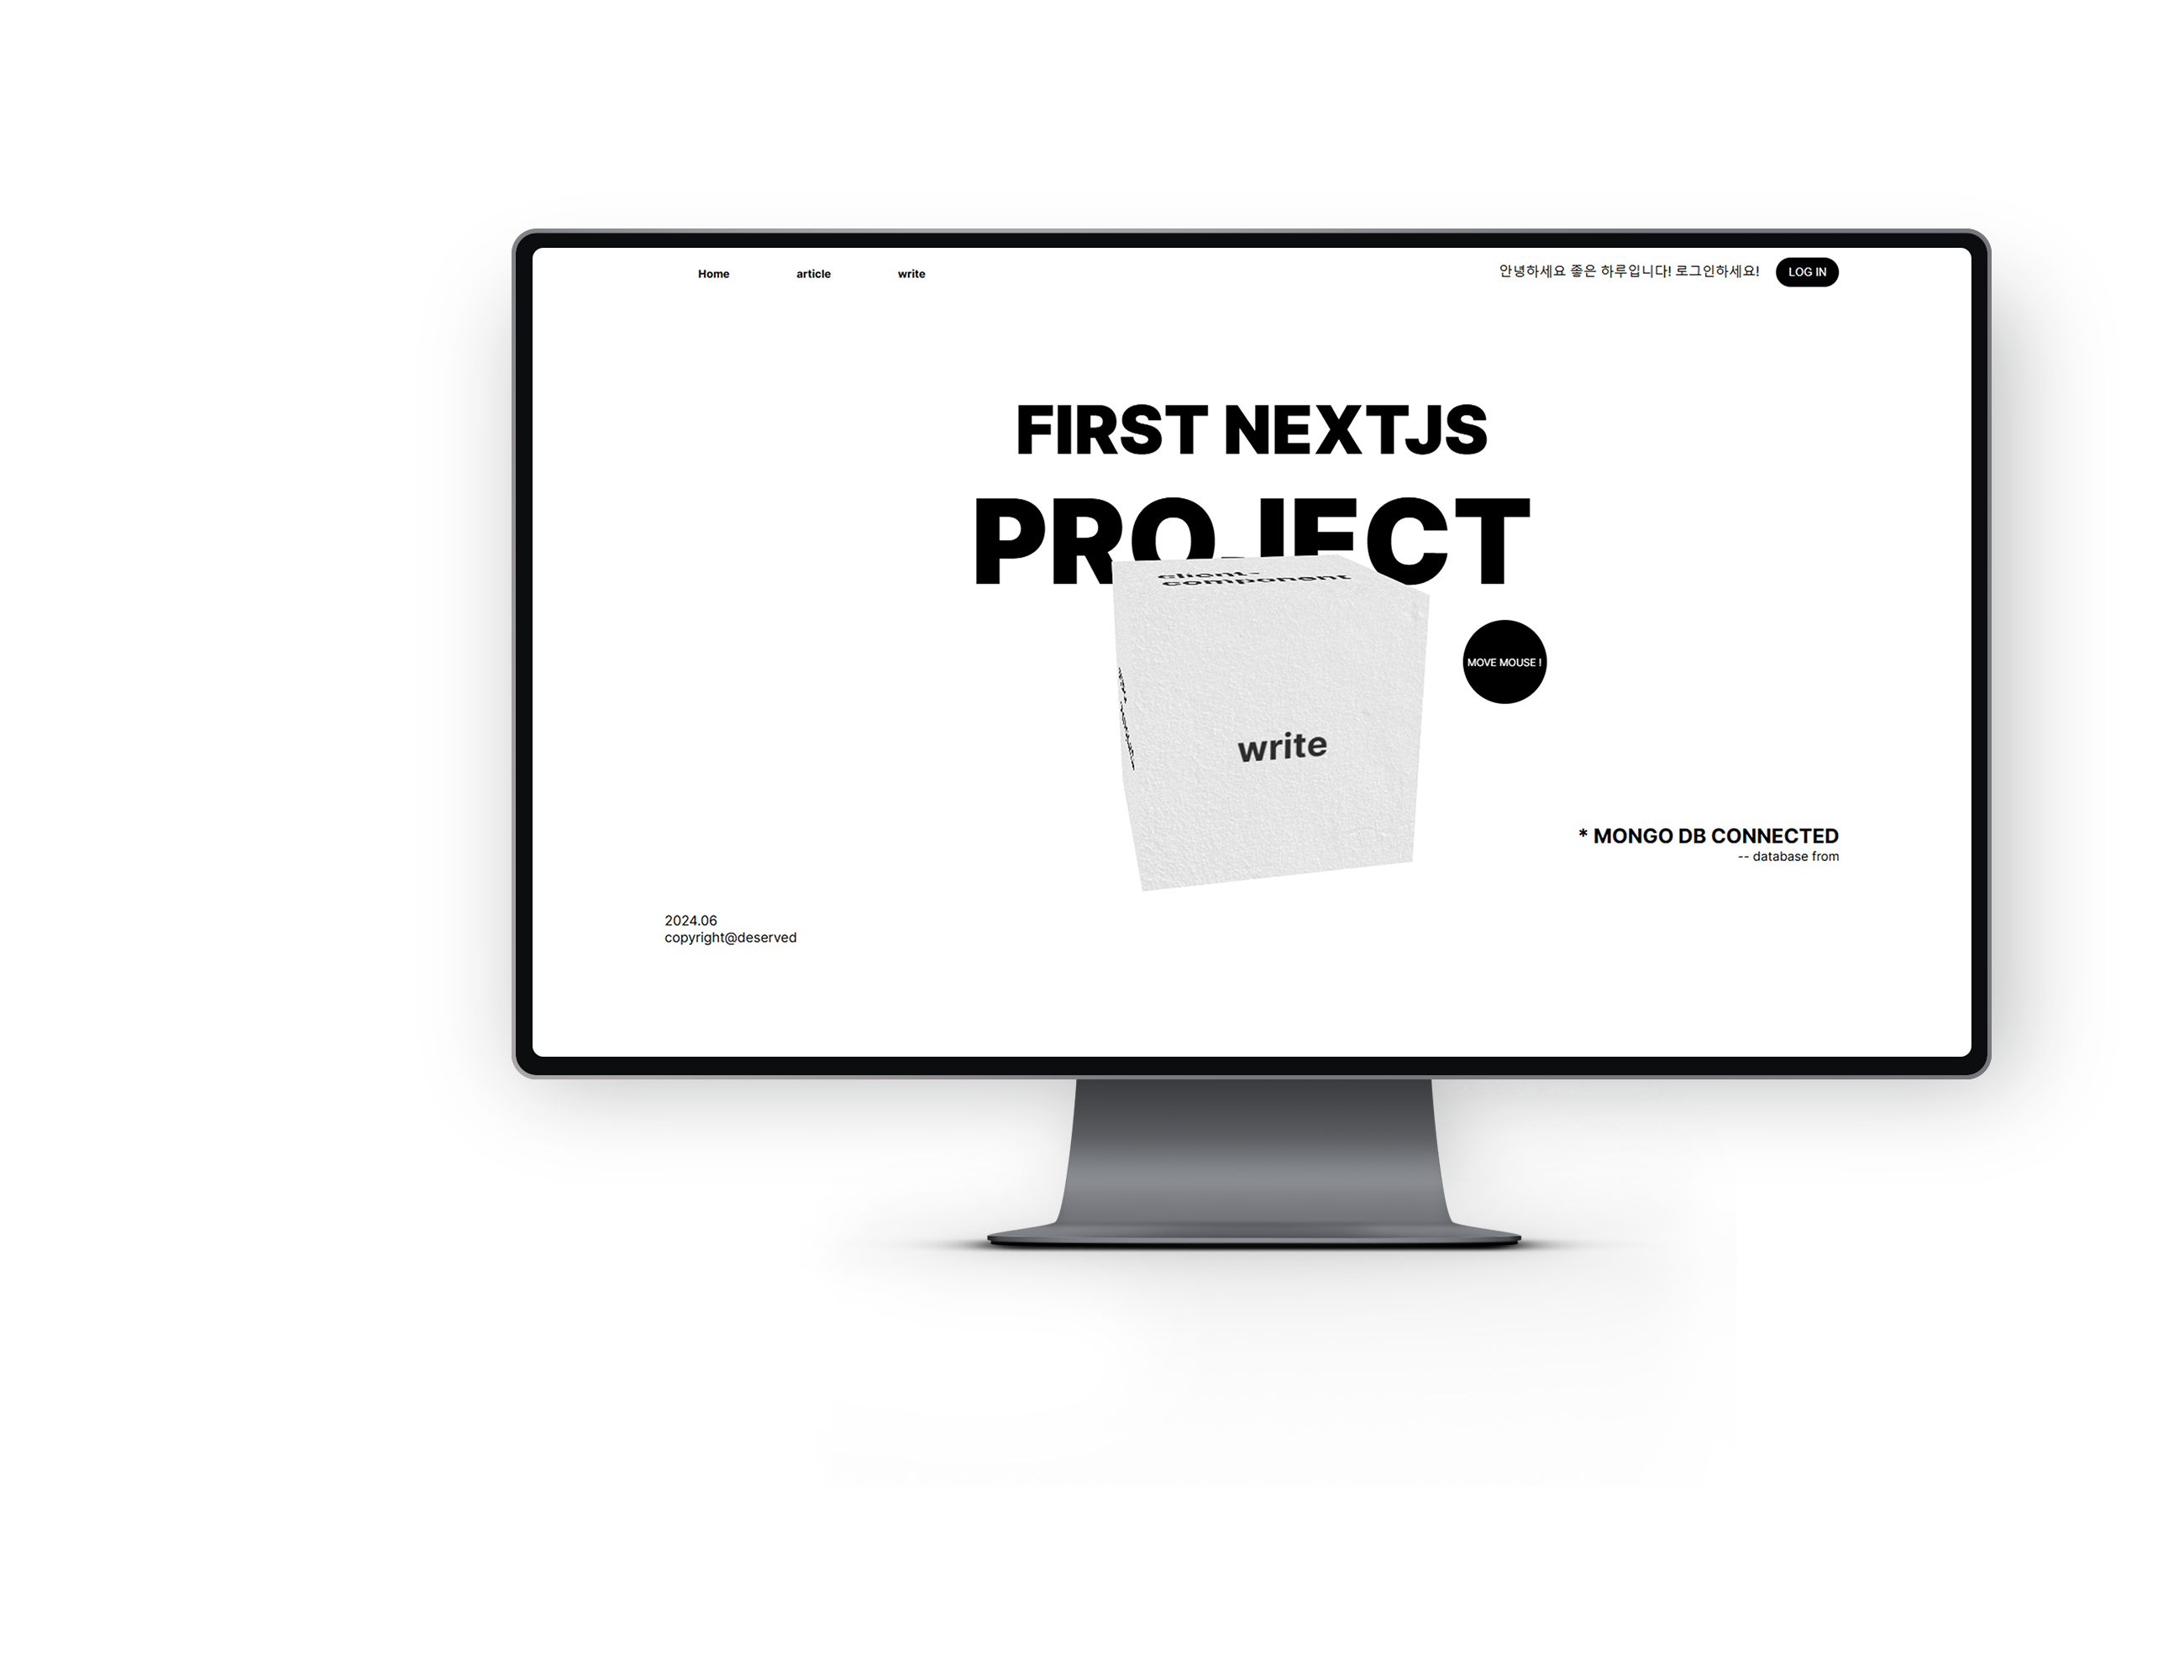 Home article write 안녕하세요 좋은 하루입니다! 로그인하세요! LOG IN
FIRST NEXTJS
PROJECT
client-
component
MOVE MOUSE !
write
* MONGO DB CONNECTED
-- database from
2024.06
copyright@deserved